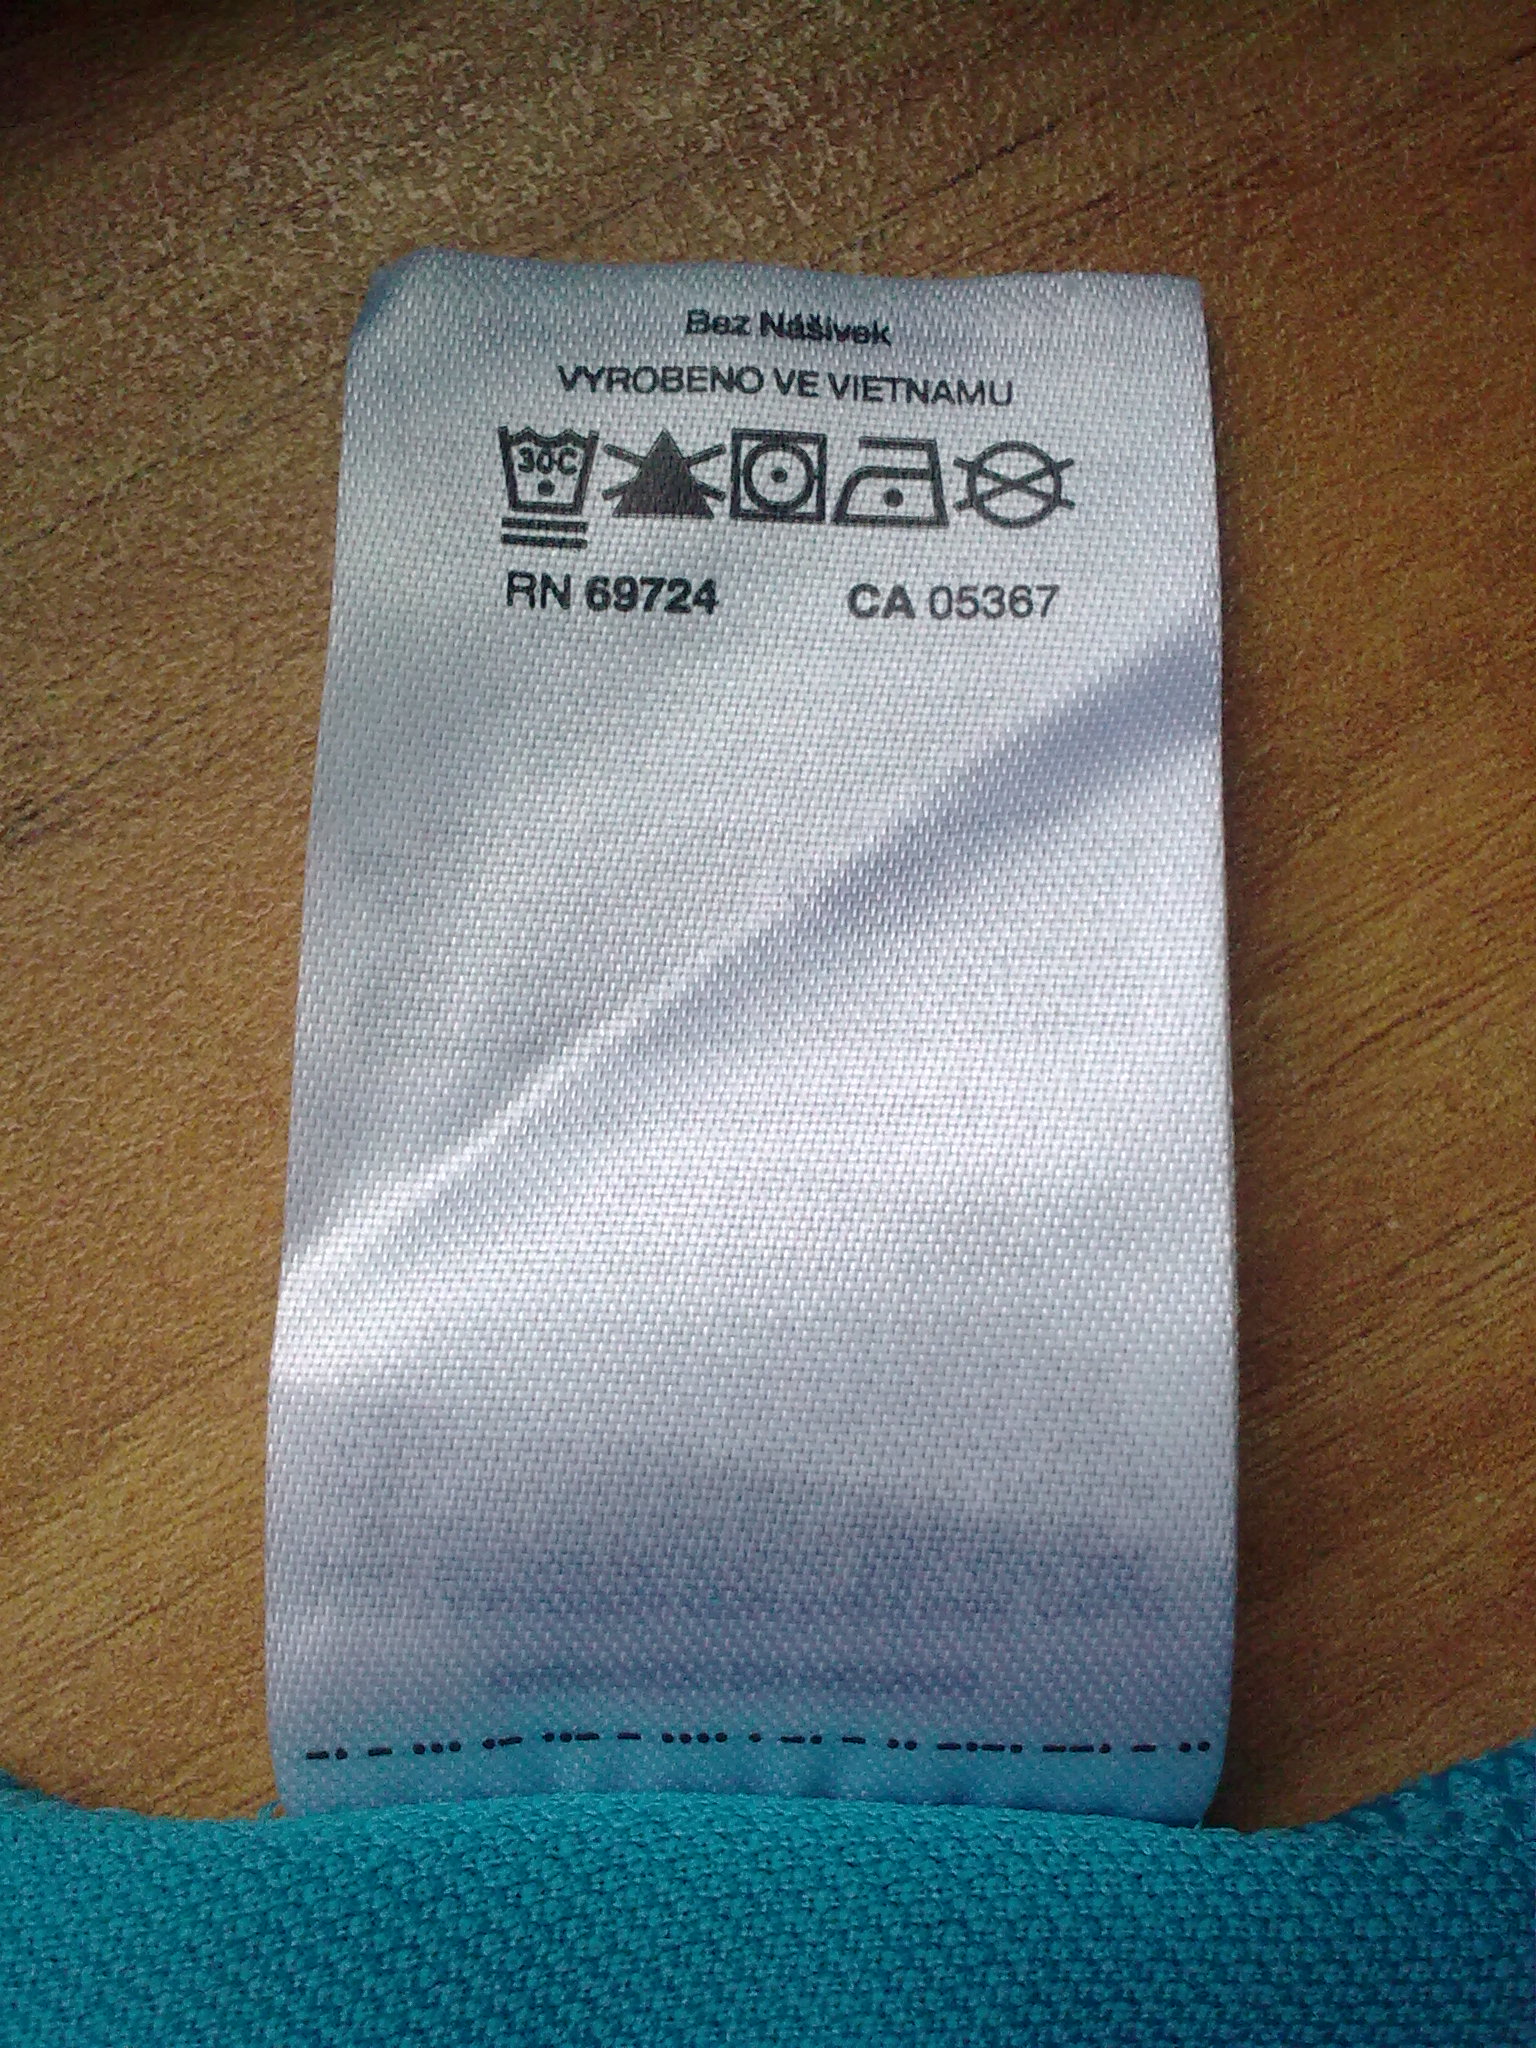 Bez Nášivek
VYROBENO VE VIETNAMU
30C
RN 69724 CA 05367